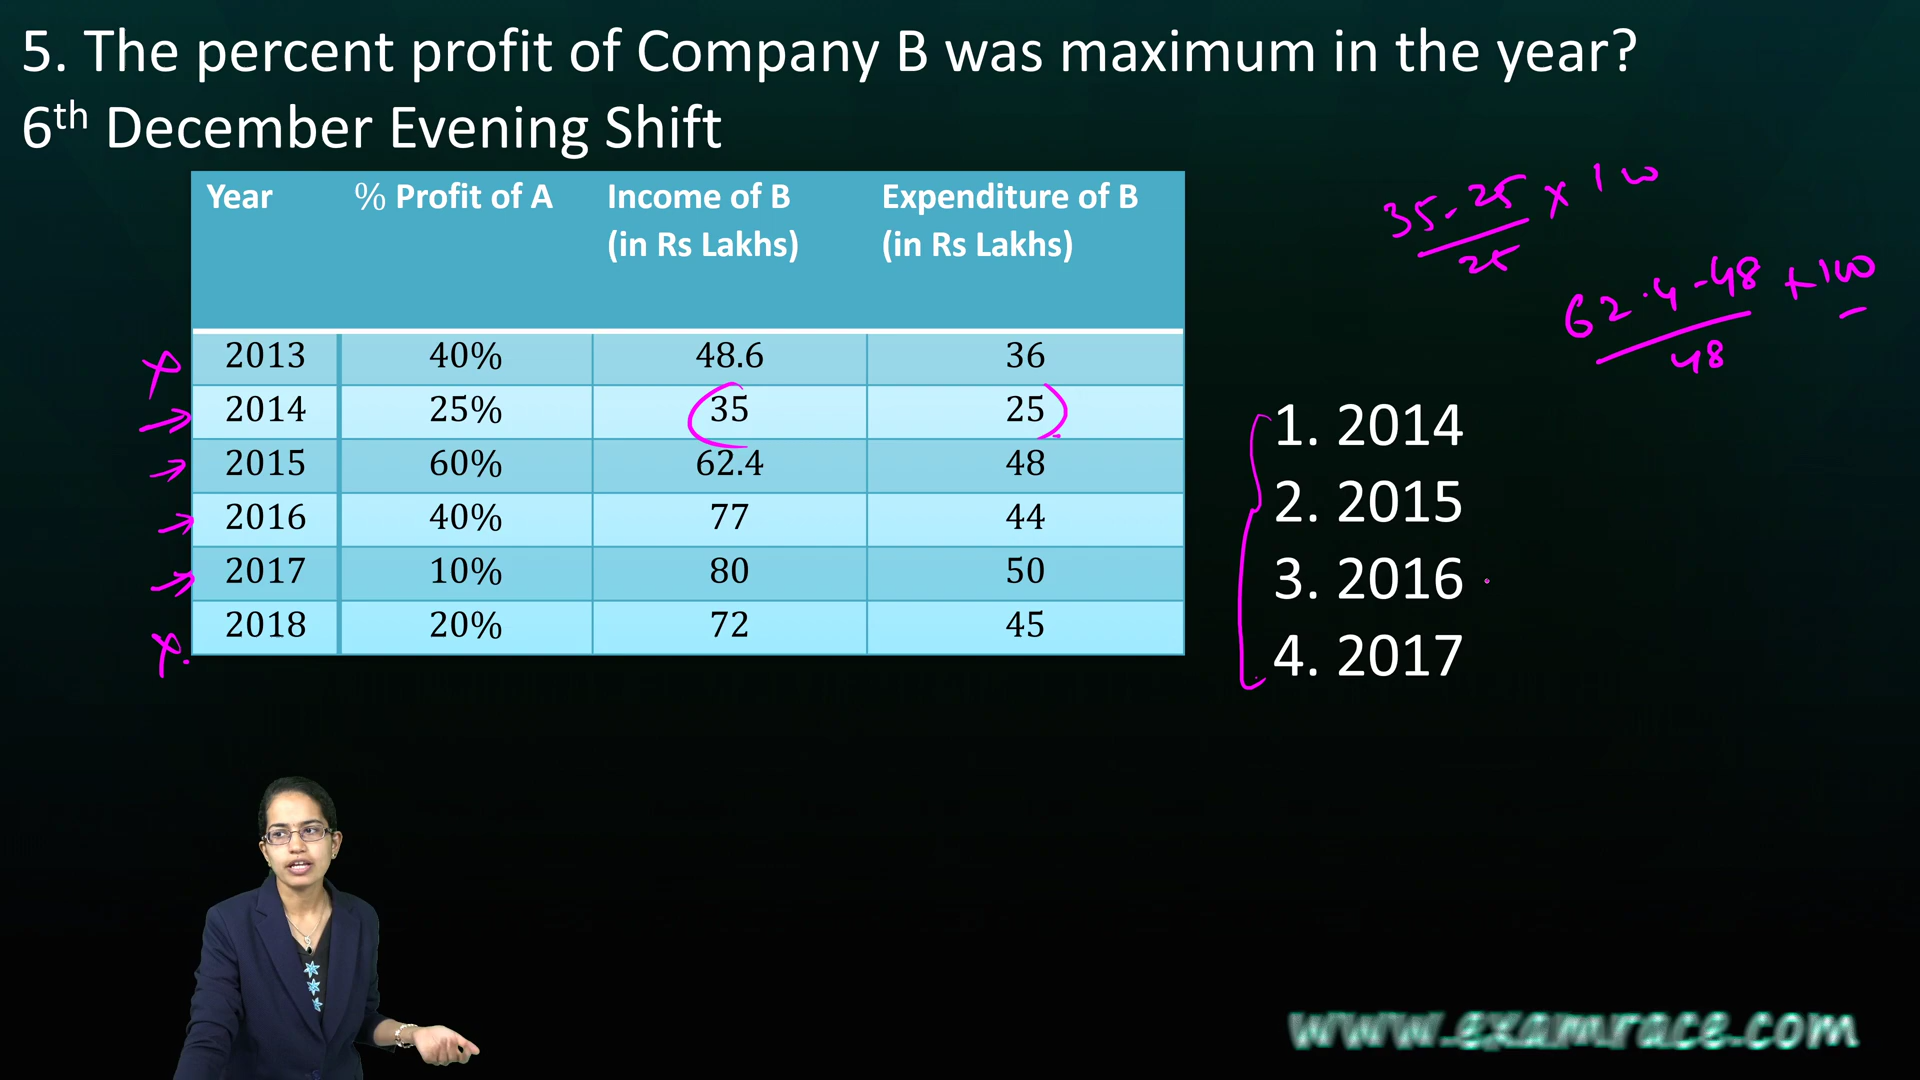 5. The percent profit of Company B was maximum in the year?
6th December Evening Shift
Year % Profit of A Income of B (in Rs Lakhs) Expenditure of B (in Rs Lakhs)
2013 40% 48.6 36
2014 25% 35 25
2015 60% 62.4 48
2016 40% 77 44
2017 10% 80 50
2018 20% 72 45
35-25 x 100
25
62.4-48 +100
48
1. 2014
2. 2015
3. 2016
4. 2017
www.examrace.com